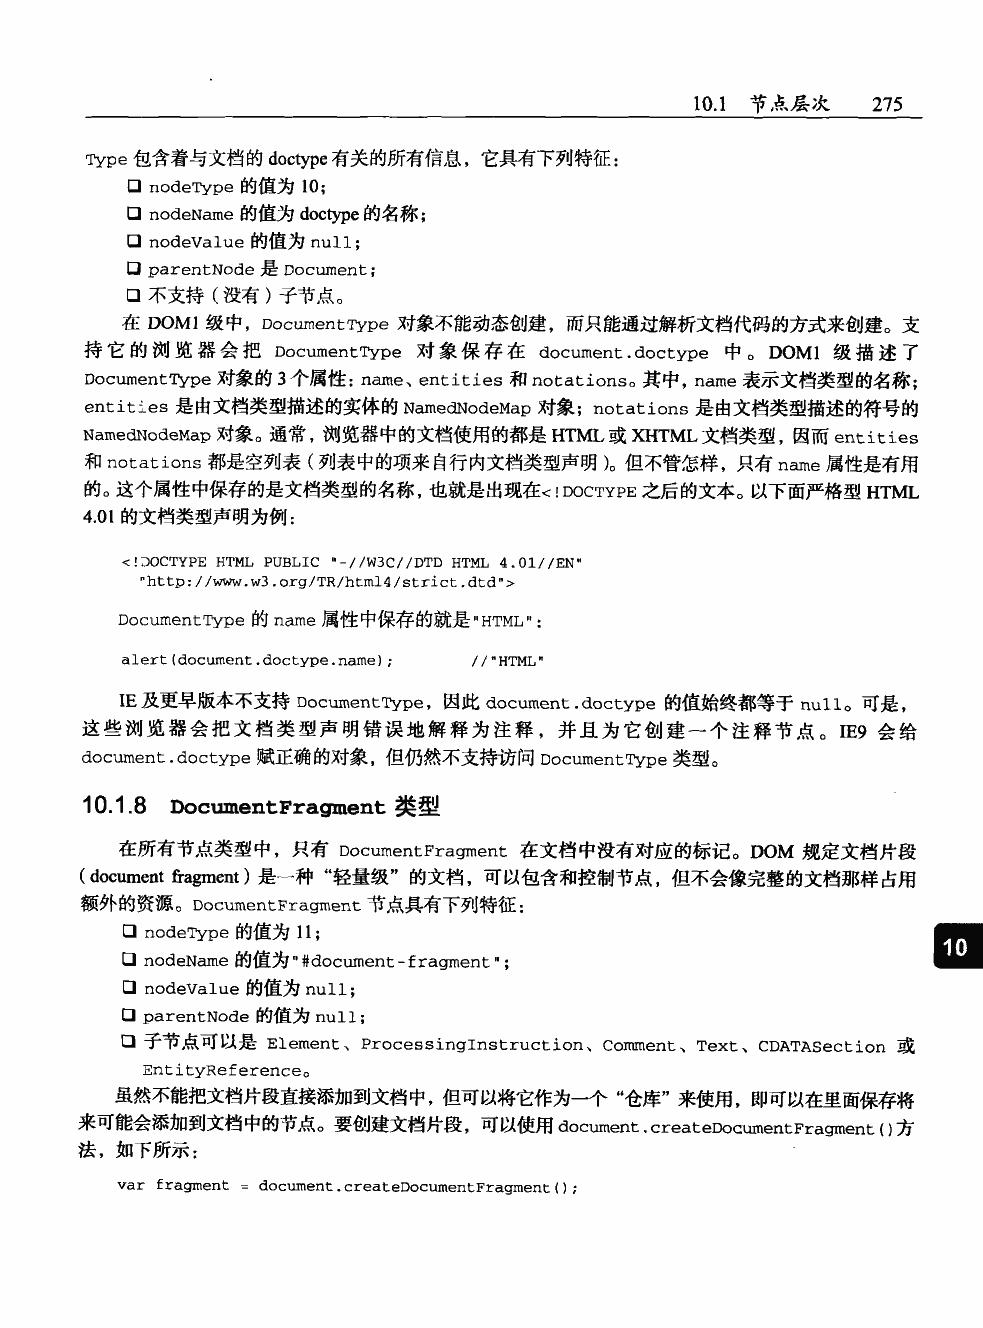 10.1 节点层次 275
Type 包含着与文档的 doctype 有关的所有信息，它具有下列特征：
❑ nodeType 的值为 10；
❑ nodeName 的值为 doctype 的名称；
❑ nodeValue 的值为 null；
❑ parentNode 是 Document；
❑ 不支持（没有）子节点。
在 DOM1 级中，DocumentType 对象不能动态创建，而只能通过解析文档代码的方式来创建。支
持它的浏览器会把 DocumentType 对象保存在 document.doctype 中。DOM1 级描述了
DocumentType 对象的 3 个属性：name、entities 和 notations。其中，name 表示文档类型的名称；
entities 是由文档类型描述的实体的 NamedNodeMap 对象；notations 是由文档类型描述的符号的
NamedNodeMap 对象。通常，浏览器中的文档使用的都是 HTML 或 XHTML 文档类型，因而 entities
和 notations 都是空列表（列表中的项来自行内文档类型声明）。但不管怎样，只有 name 属性是有用
的。这个属性中保存的是文档类型的名称，也就是出现在<!DOCTYPE 之后的文本。以下面严格型 HTML
4.01 的文档类型声明为例：
<!DOCTYPE HTML PUBLIC "-//W3C//DTD HTML 4.01//EN"
"http://www.w3.org/TR/html4/strict.dtd">
DocumentType 的 name 属性中保存的就是"HTML"：
alert(document.doctype.name); //"HTML"
IE 及更早版本不支持 DocumentType，因此 document.doctype 的值始终都等于 null。可是，
这些浏览器会把文档类型声明错误地解释为注释，并且为它创建一个注释节点。IE9 会给
document.doctype 赋正确的对象，但仍然不支持访问 DocumentType 类型。
10.1.8 DocumentFragment 类型
在所有节点类型中，只有 DocumentFragment 在文档中没有对应的标记。DOM 规定文档片段
（document fragment）是一种“轻量级”的文档，可以包含和控制节点，但不会像完整的文档那样占用
额外的资源。DocumentFragment 节点具有下列特征：
❑ nodeType 的值为 11；
❑ nodeName 的值为"#document-fragment"；
❑ nodeValue 的值为 null；
❑ parentNode 的值为 null；
❑ 子节点可以是 Element、ProcessingInstruction、Comment、Text、CDATASection 或
EntityReference。
虽然不能把文档片段直接添加到文档中，但可以将它作为一个“仓库”来使用，即可以在里面保存将
来可能会添加到文档中的节点。要创建文档片段，可以使用 document.createDocumentFragment()方
法，如下所示：
var fragment = document.createDocumentFragment();
10